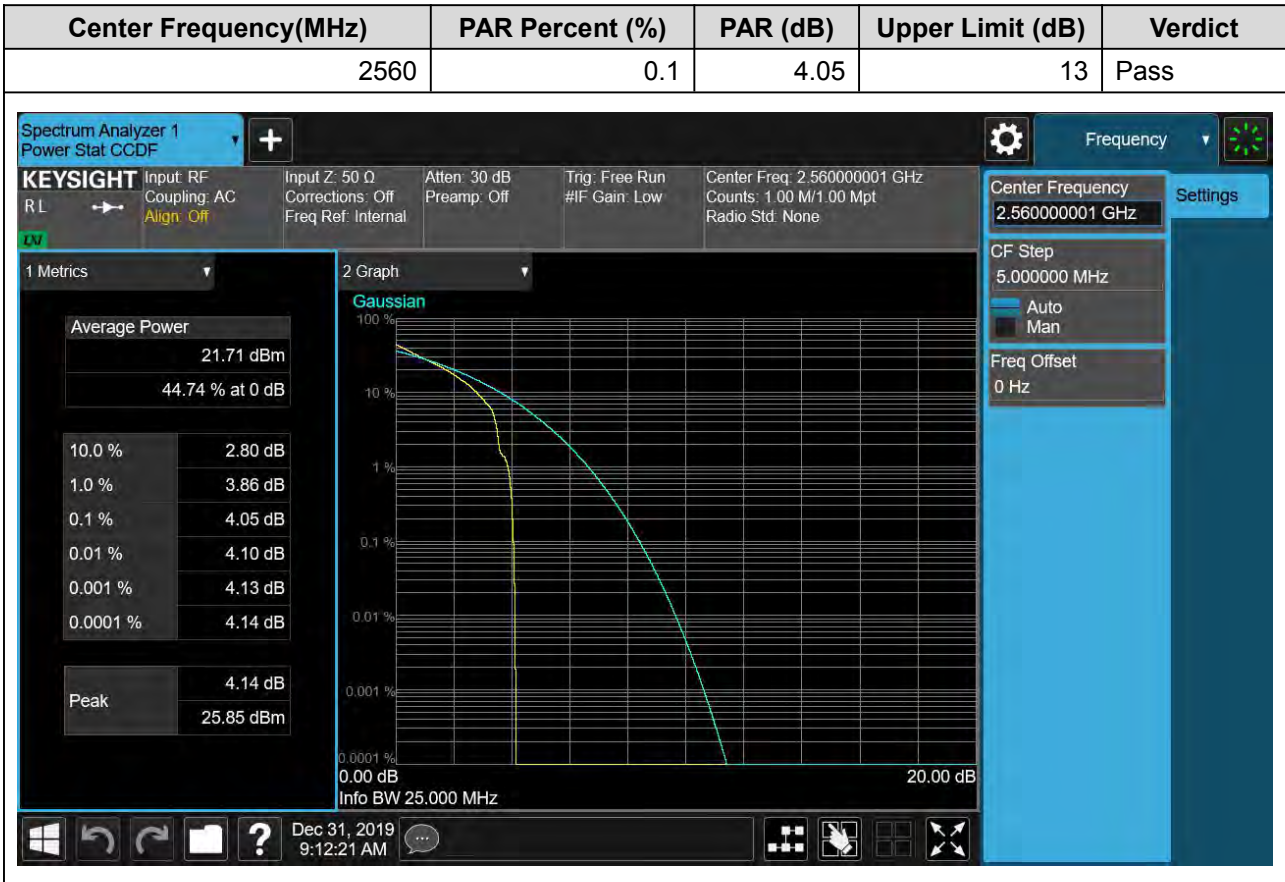 Center Frequency(MHz) PAR Percent (%) PAR (dB) Upper Limit (dB) Verdict
2560 0.1 4.05 13 Pass
Spectrum Analyzer 1
Power Stat CCDF
Frequency
KEYSIGHT
RL
Input: RF
Coupling: AC
Align: Off
Input Z: 50 Ω
Corrections: Off
Freq Ref: Internal
Atten: 30 dB
Preamp: Off
Trig: Free Run
#IF Gain: Low
Center Freq: 2.560000001 GHz
Counts: 1.00 M/1.00 Mpt
Radio Std: None
Center Frequency
2.560000001 GHz
Settings
CF Step
5.000000 MHz
Auto
Man
Freq Offset
0 Hz
1 Metrics
Average Power
21.71 dBm
44.74 % at 0 dB
10.0 % 2.80 dB
1.0 % 3.86 dB
0.1 % 4.05 dB
0.01 % 4.10 dB
0.001 % 4.13 dB
0.0001 % 4.14 dB
Peak
4.14 dB
25.85 dBm
2 Graph
Gaussian
100 %
10 %
1 %
0.1 %
0.01 %
0.001 %
0.0001 %
0.00 dB 20.00 dB
Info BW 25.000 MHz
?
Dec 31, 2019
9:12:21 AM